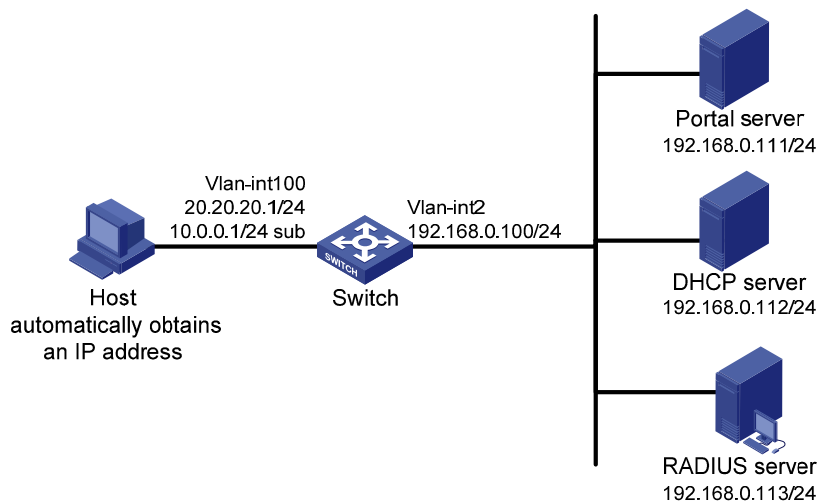 Portal server
192.168.0.111/24
Vlan-int100
20.20.20.1/24
10.0.0.1/24 sub
Vlan-int2
192.168.0.100/24
SWITCH
Host
automatically obtains
an IP address
Switch
DHCP server
192.168.0.112/24
RADIUS server
192.168.0.113/24